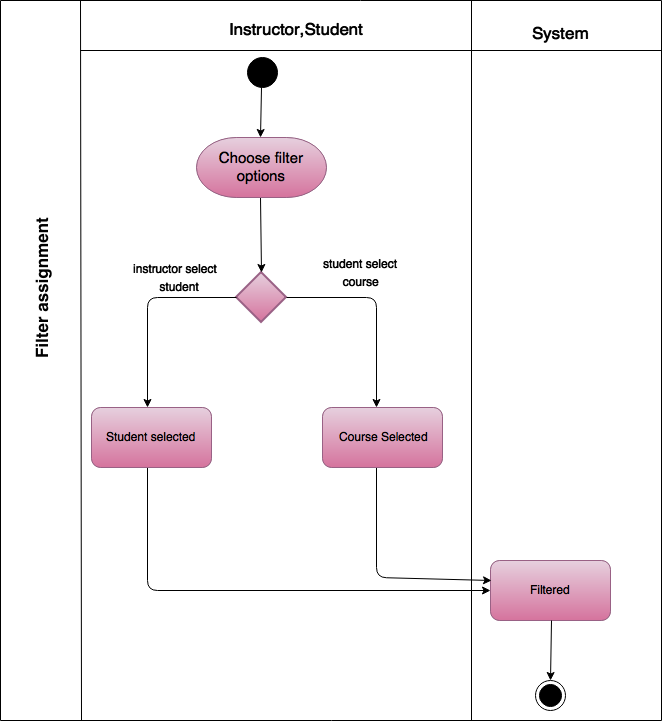 Instructor,Student
System
Filter assignment
Choose filter
options
instructor select
student
student select
course
Student selected
Course Selected
Filtered